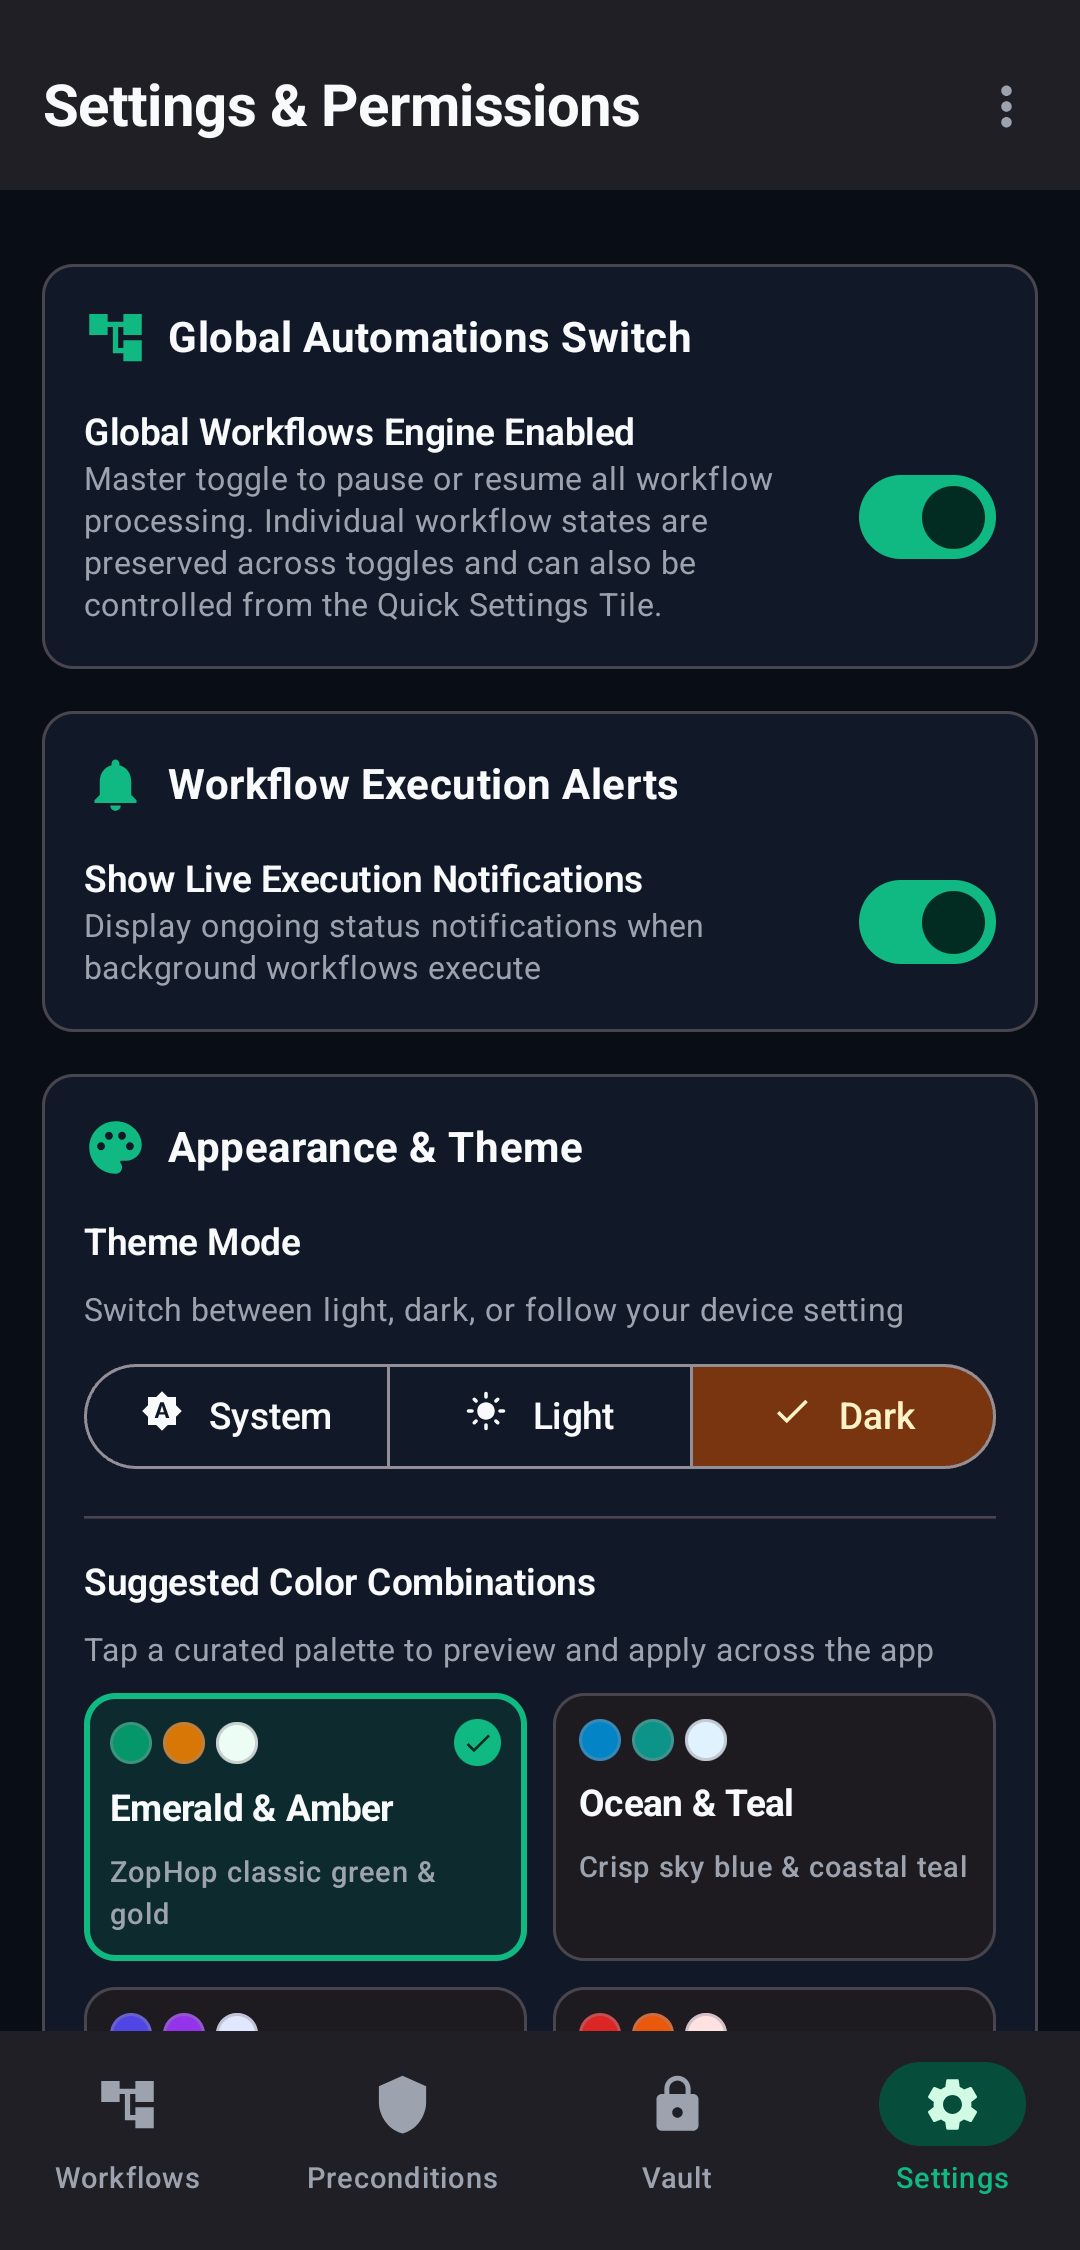 Settings & Permissions
Global Automations Switch
Global Workflows Engine Enabled
Master toggle to pause or resume all workflow
processing. Individual workflow states are
preserved across toggles and can also be
controlled from the Quick Settings Tile.
Workflow Execution Alerts
Show Live Execution Notifications
Display ongoing status notifications when
background workflows execute
Appearance & Theme
Theme Mode
Switch between light, dark, or follow your device setting
System
Light
Dark
Suggested Color Combinations
Tap a curated palette to preview and apply across the app
Emerald & Amber
ZopHop classic green &
gold
Ocean & Teal
Crisp sky blue & coastal teal
Workflows
Preconditions
Vault
Settings